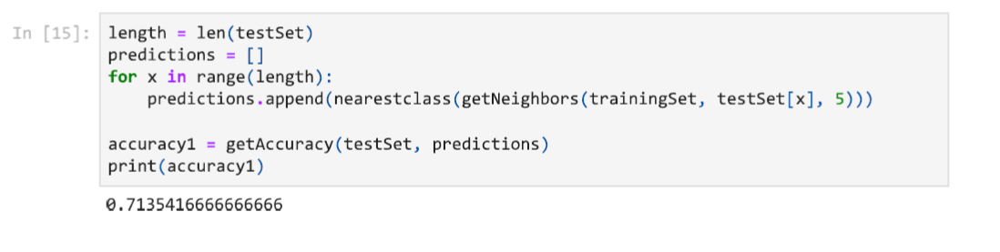 In [15]:
length = len(testSet)
predictions = []
for x in range(length):
    predictions.append(nearestclass(getNeighbors(trainingSet, testSet[x], 5)))
accuracy1 = getAccuracy(testSet, predictions)
print(accuracy1)
0.7135416666666666